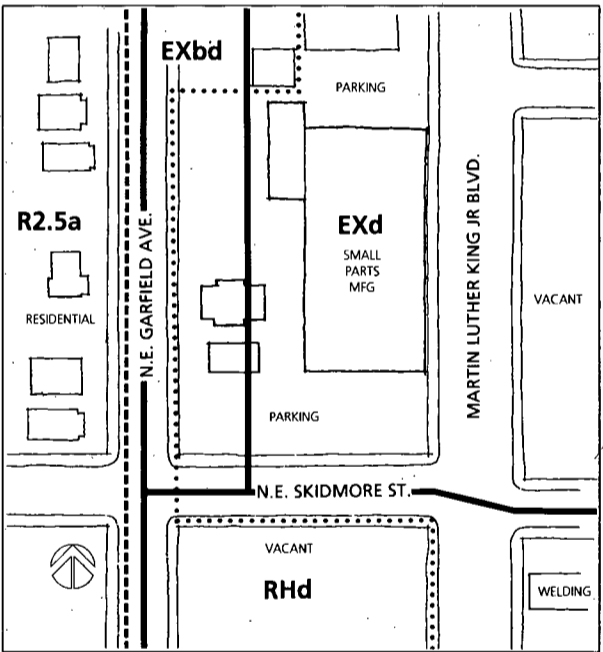 EXbd
PARKING
R2.5a
N.E. GARFIELD AVE.
EXd
SMALL
PARTS
MFG
MARTIN LUTHER KING JR BLVD.
VACANT
RESIDENTIAL
PARKING
N.E. SKIDMORE ST.
VACANT
RHd
WELDING